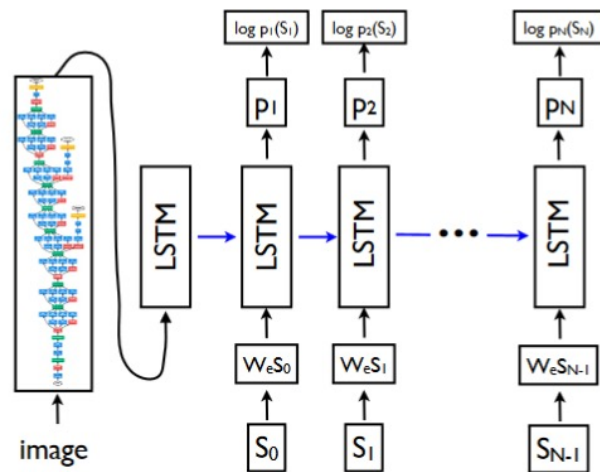 log p1(S1) log p2(S2) log pN(SN)
p1 p2 pN
LSTM LSTM LSTM LSTM
WeS0 WeS1 WeSN-1
image S0 S1 SN-1